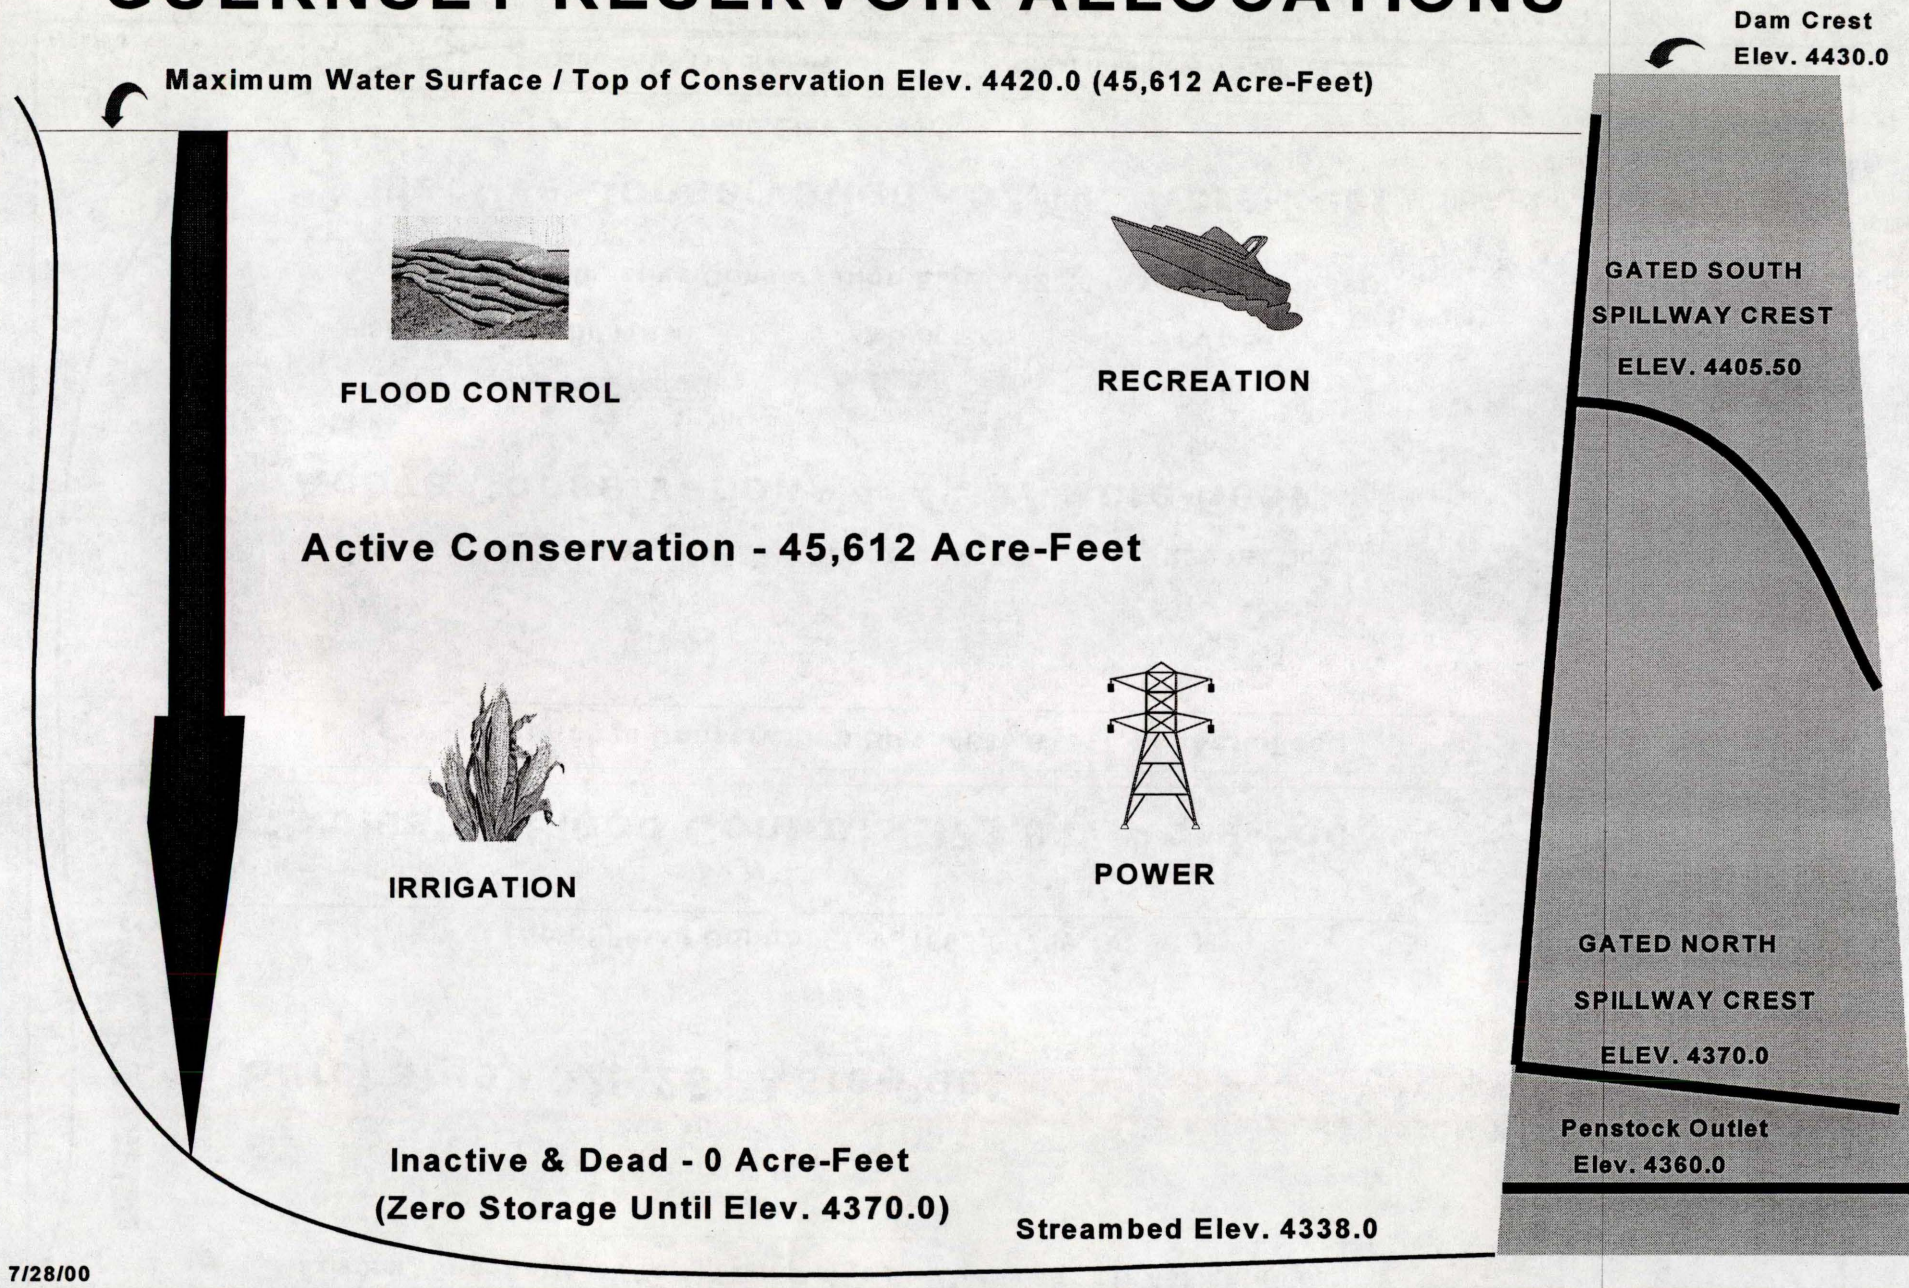 GUERNSEY RESERVOIR ALLOCATIONS
Dam Crest
Elev. 4430.0
Maximum Water Surface / Top of Conservation Elev. 4420.0 (45,612 Acre-Feet)
GATED SOUTH
SPILLWAY CREST
ELEV. 4405.50
FLOOD CONTROL
RECREATION
Active Conservation - 45,612 Acre-Feet
IRRIGATION
POWER
GATED NORTH
SPILLWAY CREST
ELEV. 4370.0
Penstock Outlet
Elev. 4360.0
Inactive & Dead - 0 Acre-Feet
(Zero Storage Until Elev. 4370.0)
Streambed Elev. 4338.0
7/28/00